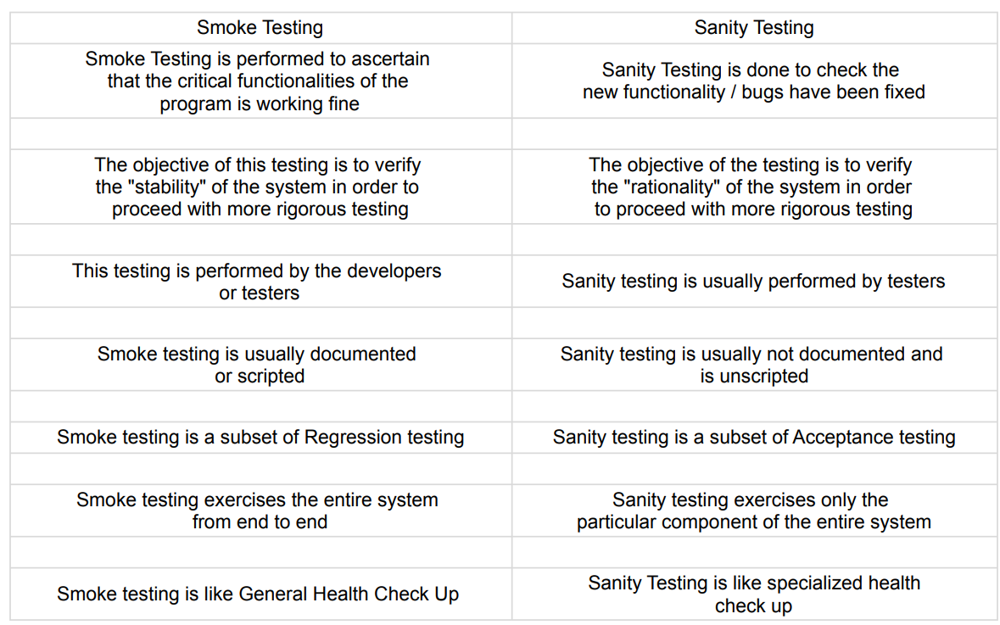 Smoke Testing
Sanity Testing
Smoke Testing is performed to ascertain
that the critical functionalities of the
program is working fine
Sanity Testing is done to check the
new functionality / bugs have been fixed
The objective of this testing is to verify
the "stability" of the system in order to
proceed with more rigorous testing
The objective of the testing is to verify
the "rationality" of the system in order
to proceed with more rigorous testing
This testing is performed by the developers
or testers
Sanity testing is usually performed by testers
Smoke testing is usually documented
or scripted
Sanity testing is usually not documented and
is unscripted
Smoke testing is a subset of Regression testing
Sanity testing is a subset of Acceptance testing
Smoke testing exercises the entire system
from end to end
Sanity testing exercises only the
particular component of the entire system
Smoke testing is like General Health Check Up
Sanity Testing is like specialized health
check up